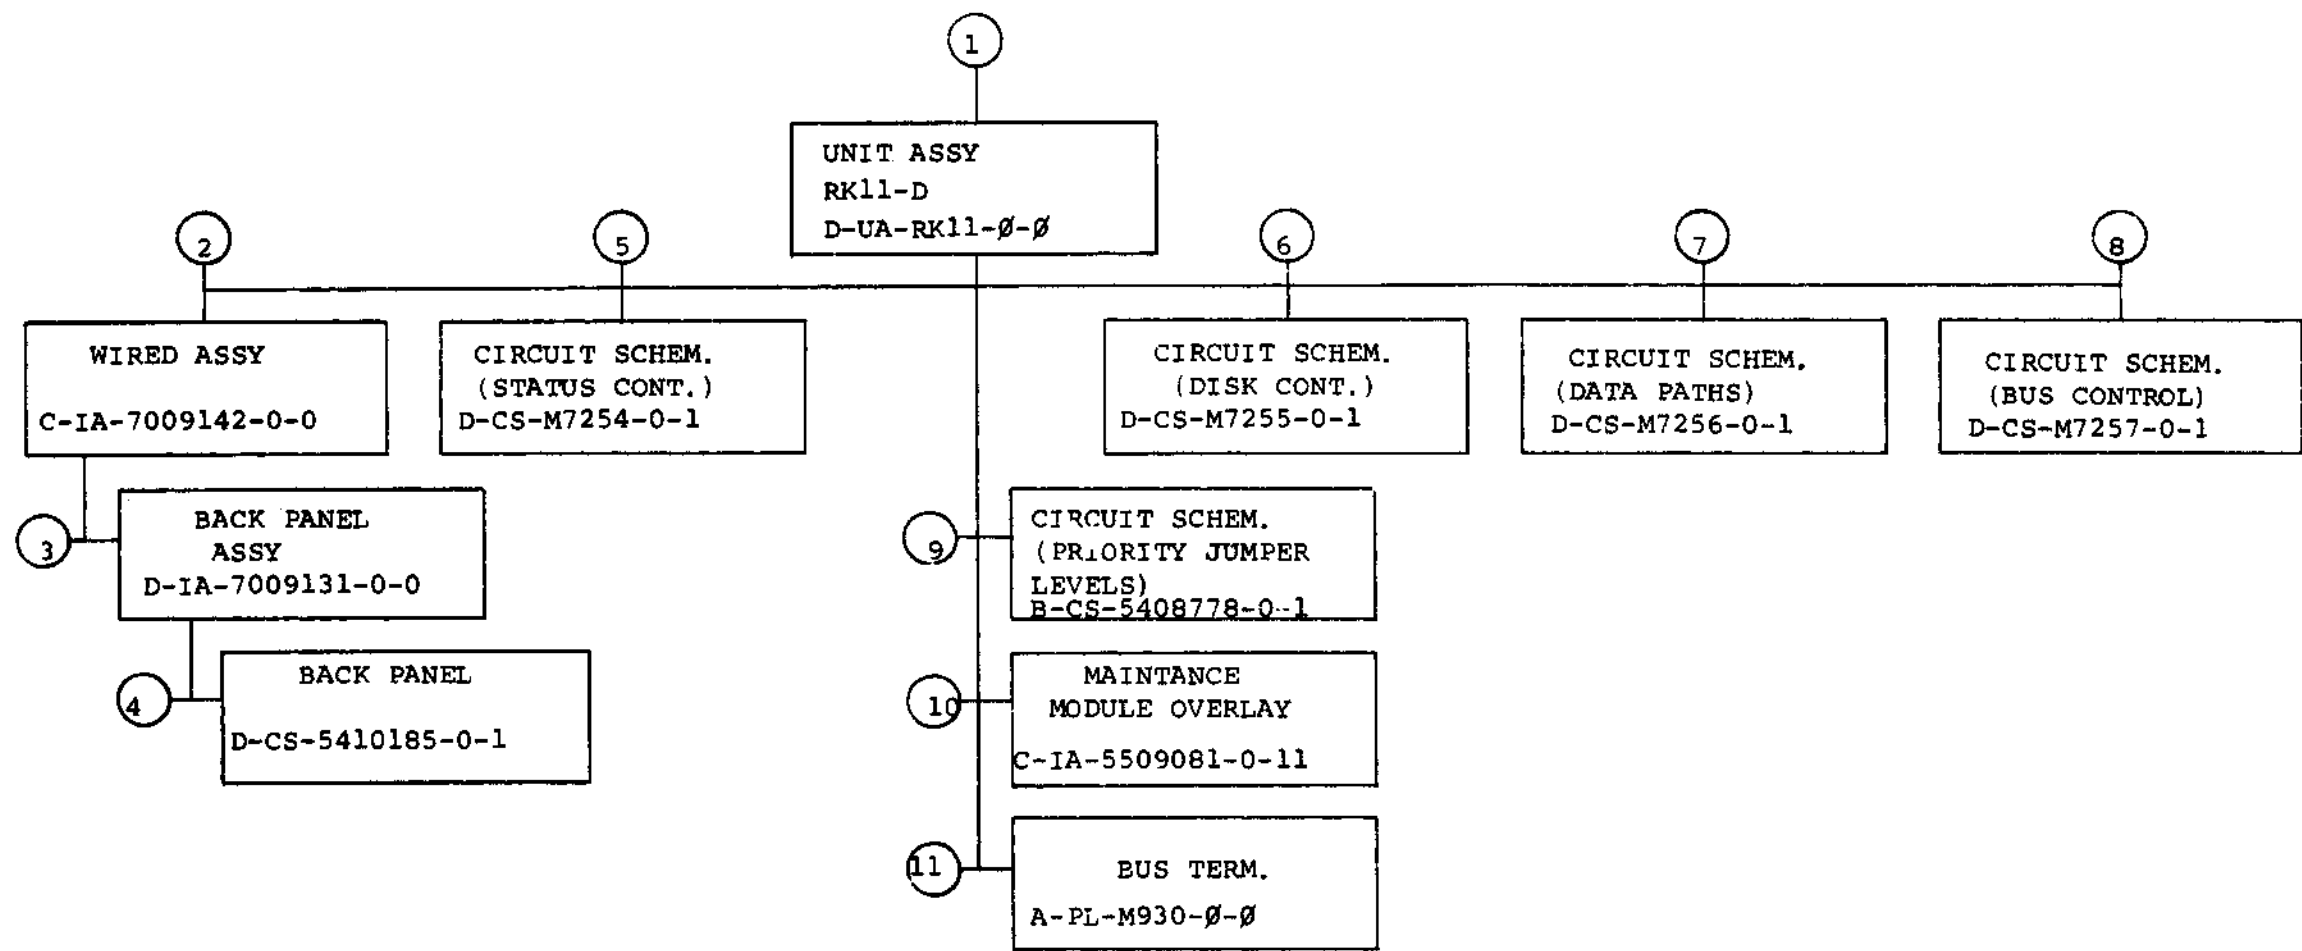 1
UNIT ASSY
RK11-D
D-UA-RK11-Ø-Ø
2
WIRED ASSY
C-IA-7009142-0-0
5
CIRCUIT SCHEM.
(STATUS CONT.)
D-CS-M7254-0-1
6
CIRCUIT SCHEM.
(DISK CONT.)
D-CS-M7255-0-1
7
CIRCUIT SCHEM.
(DATA PATHS)
D-CS-M7256-0-1
8
CIRCUIT SCHEM.
(BUS CONTROL)
D-CS-M7257-0-1
3
BACK PANEL
ASSY
D-IA-7009131-0-0
4
BACK PANEL
D-CS-5410185-0-1
9
CIRCUIT SCHEM.
(PRIORITY JUMPER
LEVELS)
B-CS-5408778-0-1
10
MAINTANCE
MODULE OVERLAY
C-IA-5509081-0-11
11
BUS TERM.
A-PL-M930-Ø-Ø